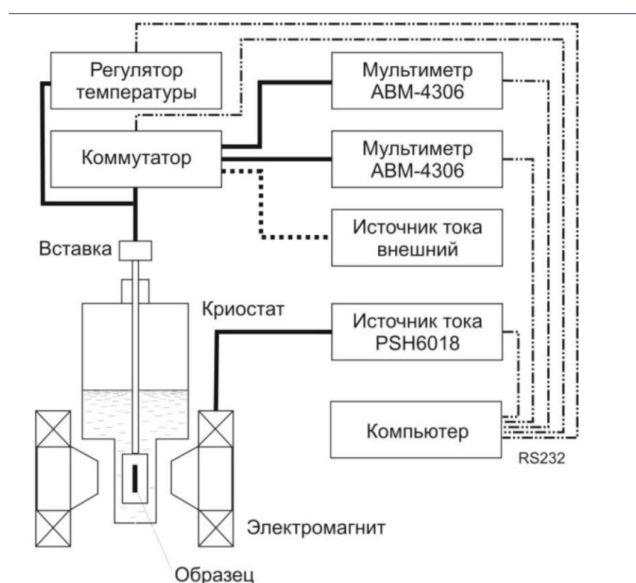 Регулятор
температуры
Мультиметр
АВМ-4306
Коммутатор
Мультиметр
АВМ-4306
Источник тока
внешний
Вставка
Криостат
Источник тока
PSH6018
Компьютер
RS232
Электромагнит
Образец